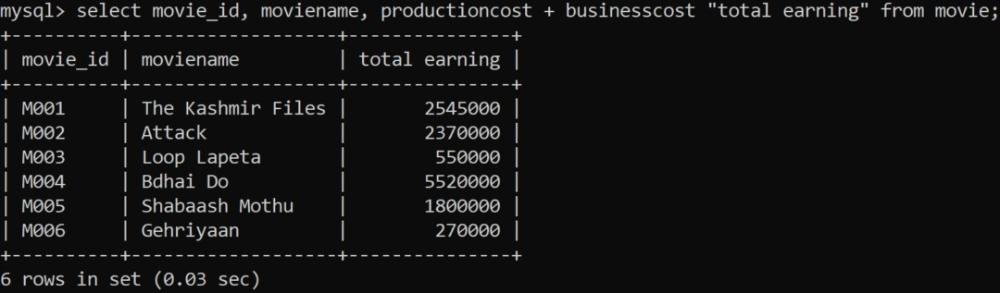 mysql> select movie_id, moviename, productioncost + businesscost "total earning" from movie;
+----------+-------------------+---------------+
| movie_id | moviename         | total earning |
+----------+-------------------+---------------+
| M001     | The Kashmir Files |       2545000 |
| M002     | Attack            |       2370000 |
| M003     | Loop Lapeta       |        550000 |
| M004     | Bdhai Do          |       5520000 |
| M005     | Shabaash Mothu    |       1800000 |
| M006     | Gehriyaan         |        270000 |
+----------+-------------------+---------------+
6 rows in set (0.03 sec)